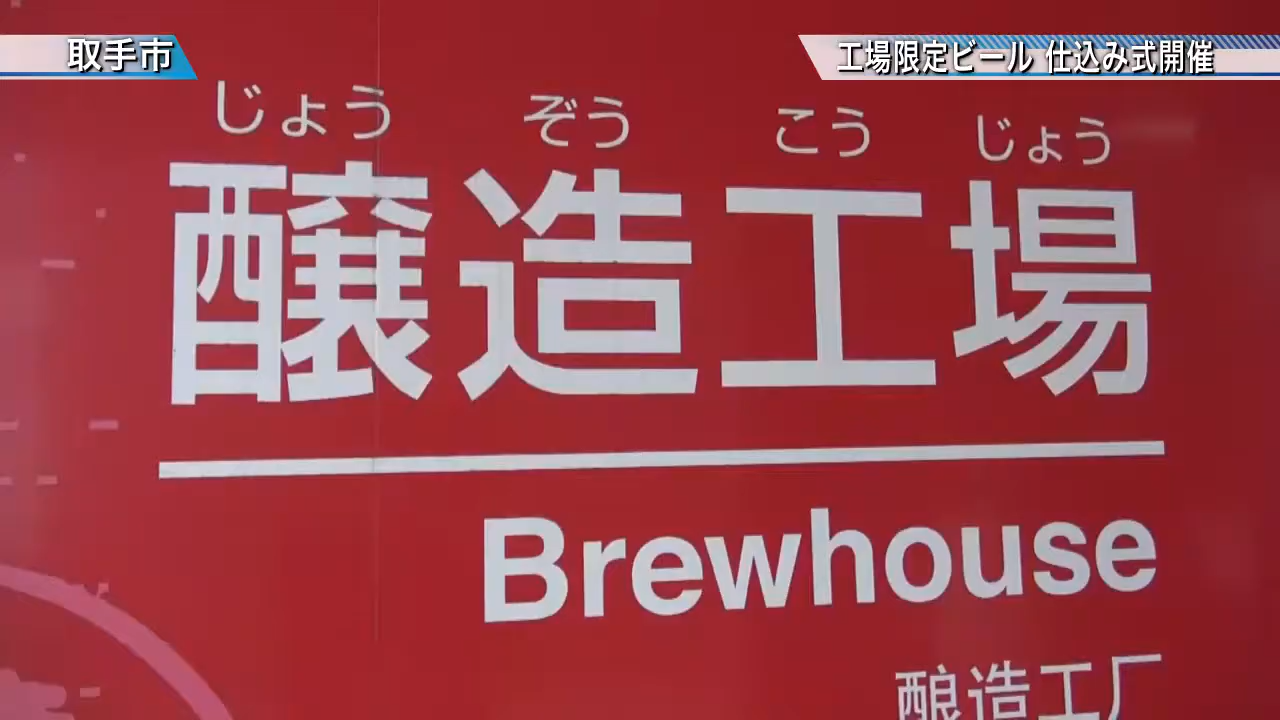 取手市
工場限定ビール 仕込み式開催
じょう ぞう こう じょう
醸造工場
Brewhouse
酿造工厂